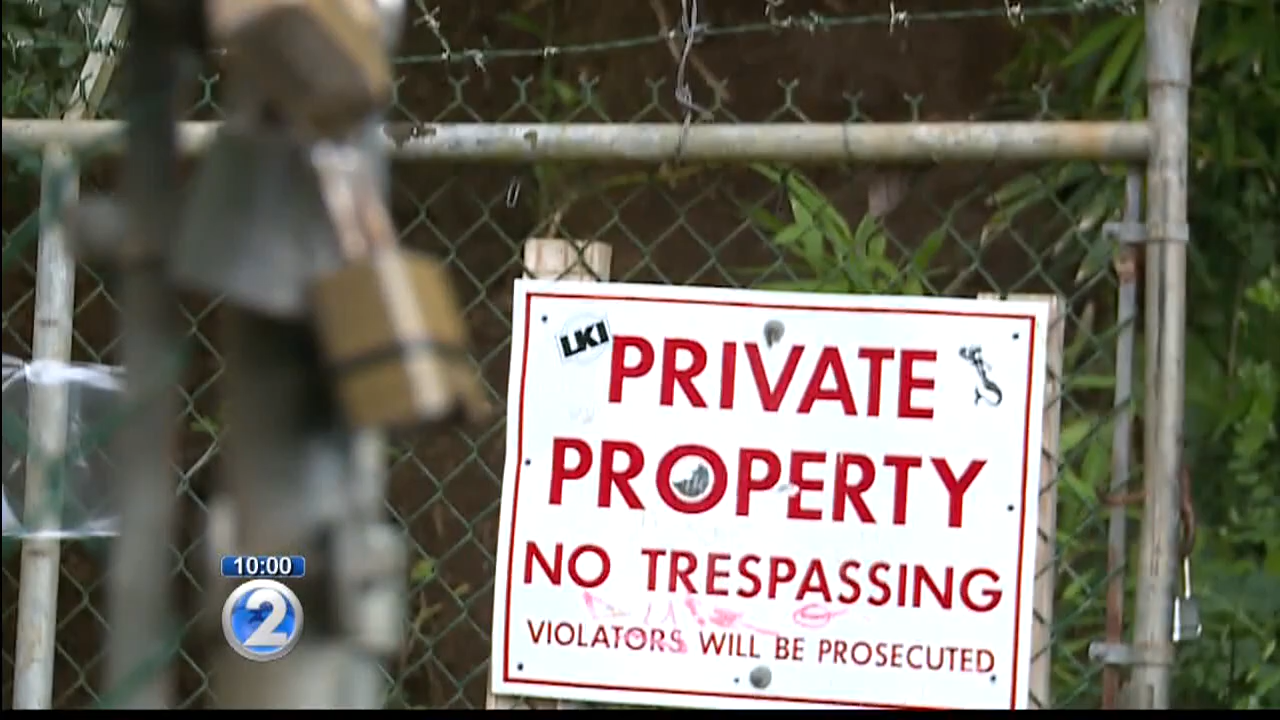 LKI
PRIVATE
PROPERTY
NO TRESPASSING
VIOLATORS WILL BE PROSECUTED
10:00
2